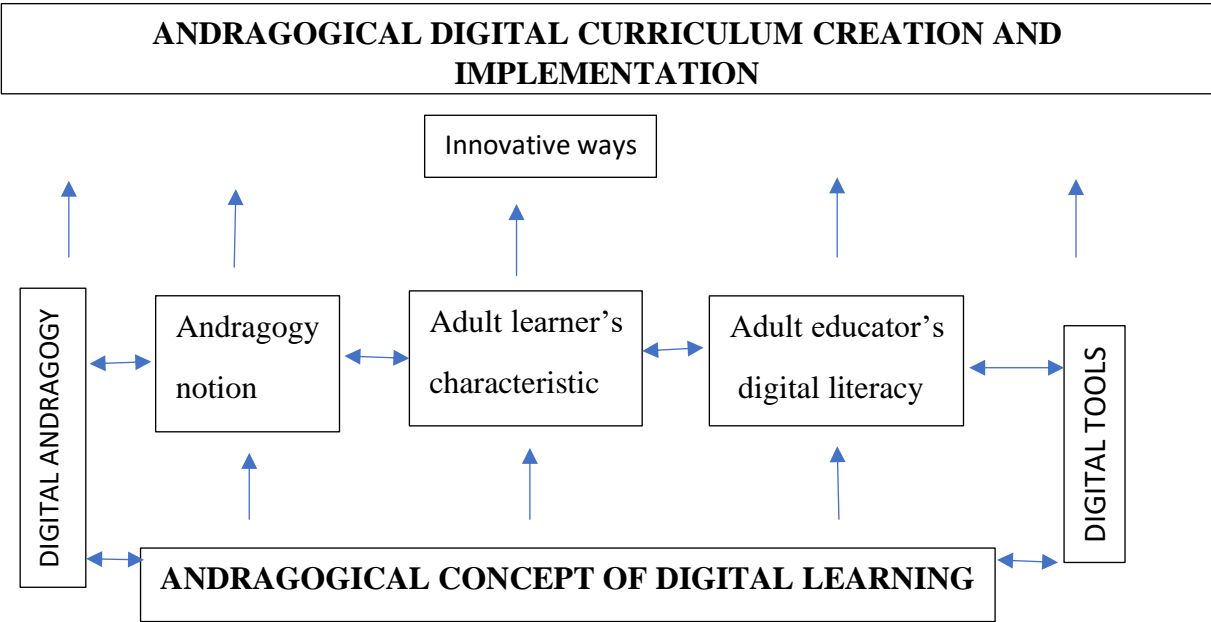 ANDRAGOGICAL DIGITAL CURRICULUM CREATION AND
IMPLEMENTATION
Innovative ways
DIGITAL ANDRAGOGY
Andragogy
notion
Adult learner’s
characteristic
Adult educator’s
digital literacy
DIGITAL TOOLS
ANDRAGOGICAL CONCEPT OF DIGITAL LEARNING